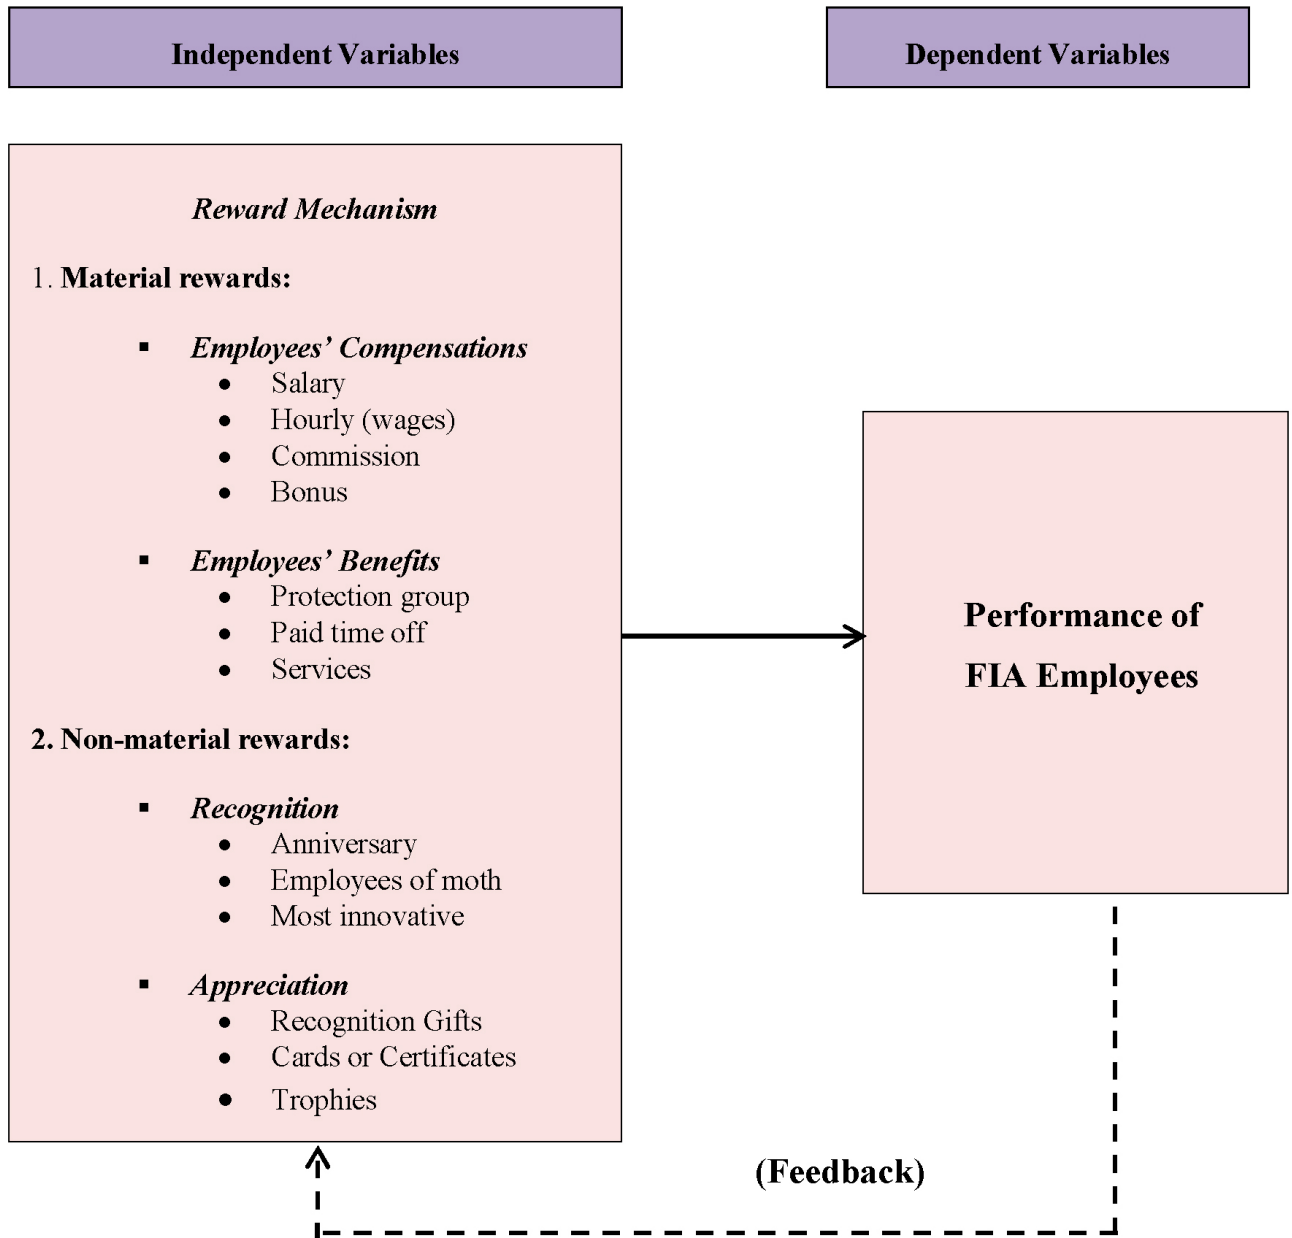 Independent Variables
Dependent Variables
Reward Mechanism
1. Material rewards:
▪ Employees’ Compensations
● Salary
● Hourly (wages)
● Commission
● Bonus
▪ Employees’ Benefits
● Protection group
● Paid time off
● Services
2. Non-material rewards:
▪ Recognition
● Anniversary
● Employees of moth
● Most innovative
▪ Appreciation
● Recognition Gifts
● Cards or Certificates
● Trophies
Performance of
FIA Employees
(Feedback)